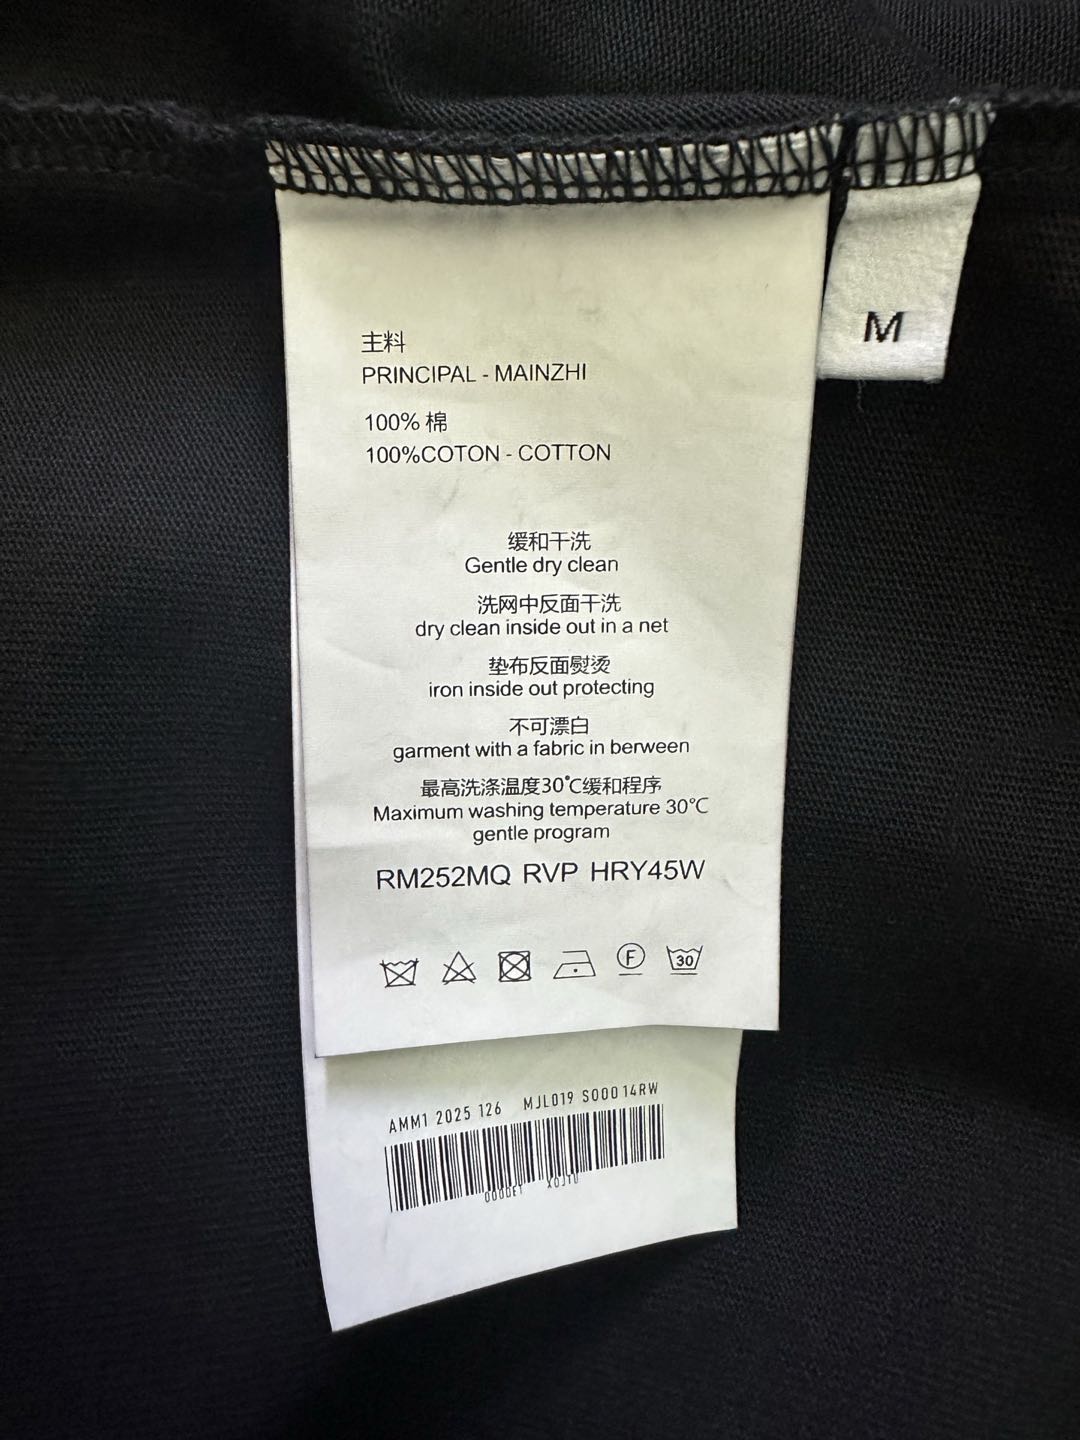 主料
PRINCIPAL - MAINZHI
100% 棉
100%COTON - COTTON
缓和干洗
Gentle dry clean
洗网中反面干洗
dry clean inside out in a net
垫布反面熨烫
iron inside out protecting
不可漂白
garment with a fabric in berween
最高洗涤温度30℃缓和程序
Maximum washing temperature 30℃
gentle program
RM252MQ RVP HRY45W
F
30
M
AMM1 2025 126 MJL019 S000 14RW